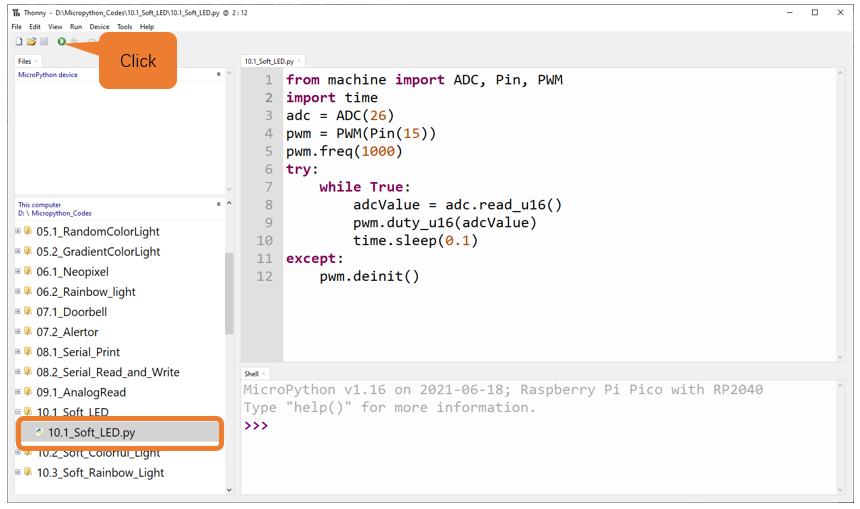 Thonny - D:\Micropython_Codes\10.1_Soft_LED\10.1_Soft_LED.py @ 2 : 12
File Edit View Run Device Tools Help
Click
Files
MicroPython device
This computer
D: \ Micropython_Codes
05.1_RandomColorLight
05.2_GradientColorLight
06.1_Neopixel
06.2_Rainbow_light
07.1_Doorbell
07.2_Alertor
08.1_Serial_Print
08.2_Serial_Read_and_Write
09.1_AnalogRead
10.1_Soft_LED
10.1_Soft_LED.py
10.2_Soft_Colorful_Light
10.3_Soft_Rainbow_Light
10.1_Soft_LED.py
1 from machine import ADC, Pin, PWM
2 import time
3 adc = ADC(26)
4 pwm = PWM(Pin(15))
5 pwm.freq(1000)
6 try:
7     while True:
8         adcValue = adc.read_u16()
9         pwm.duty_u16(adcValue)
10         time.sleep(0.1)
11 except:
12     pwm.deinit()
Shell
MicroPython v1.16 on 2021-06-18; Raspberry Pi Pico with RP2040
Type "help()" for more information.
>>>